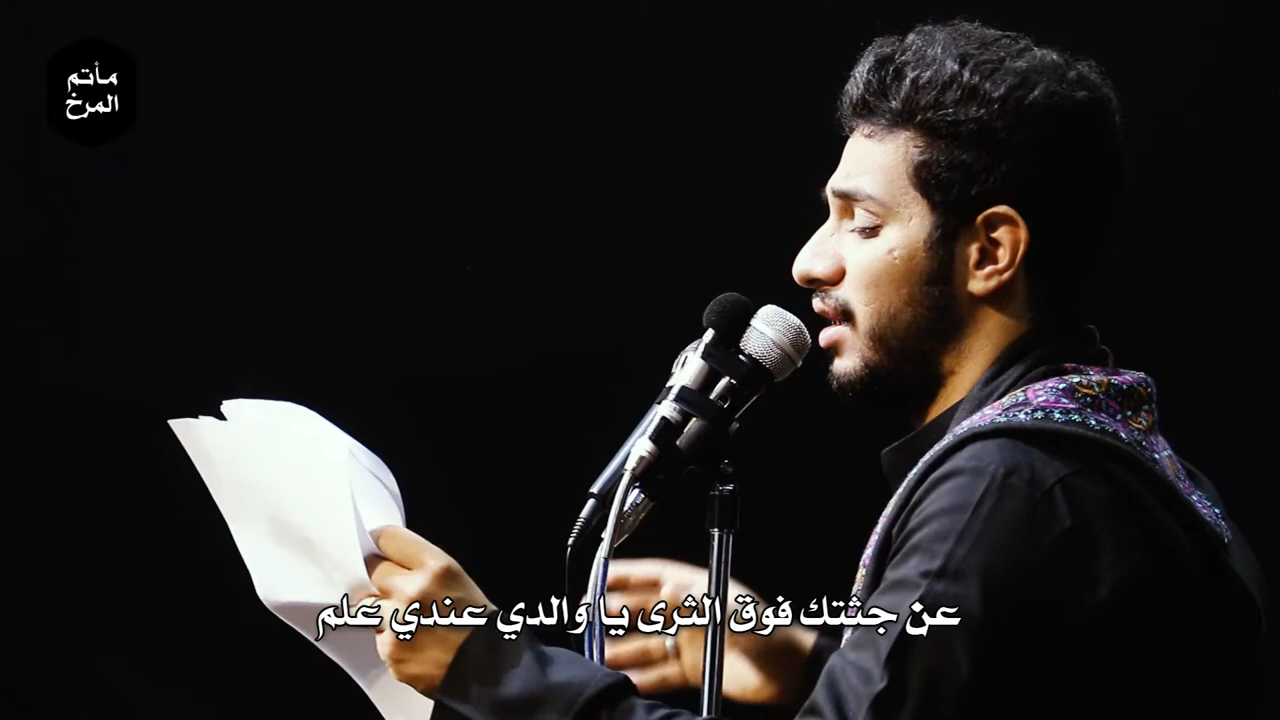 مأتم
المرخ
عن جثتك فوق الثرى يا والدي عندي علم